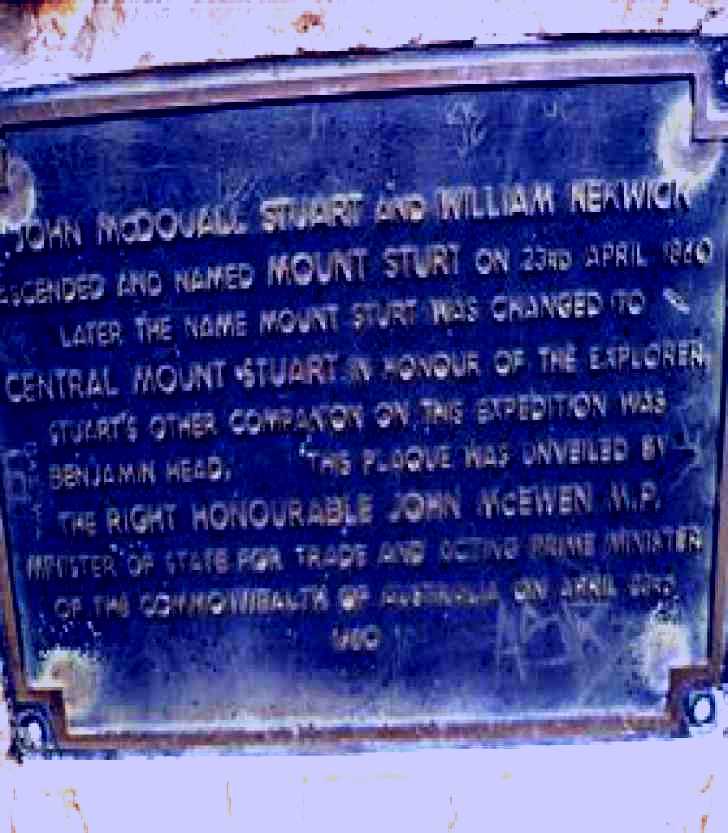 JOHN McDOUALL STUART AND WILLIAM KEKWICK
ASCENDED AND NAMED MOUNT STURT ON 23RD APRIL 1860
LATER THE NAME MOUNT STURT WAS CHANGED TO
CENTRAL MOUNT STUART IN HONOUR OF THE EXPLORER
STUART'S OTHER COMPANION ON THIS EXPEDITION WAS
BENJAMIN HEAD. THIS PLAQUE WAS UNVEILED BY
THE RIGHT HONOURABLE JOHN McEWEN M.P.
MINISTER OF STATE FOR TRADE AND ACTING PRIME MINISTER
OF THE COMMONWEALTH OF AUSTRALIA ON APRIL
1960